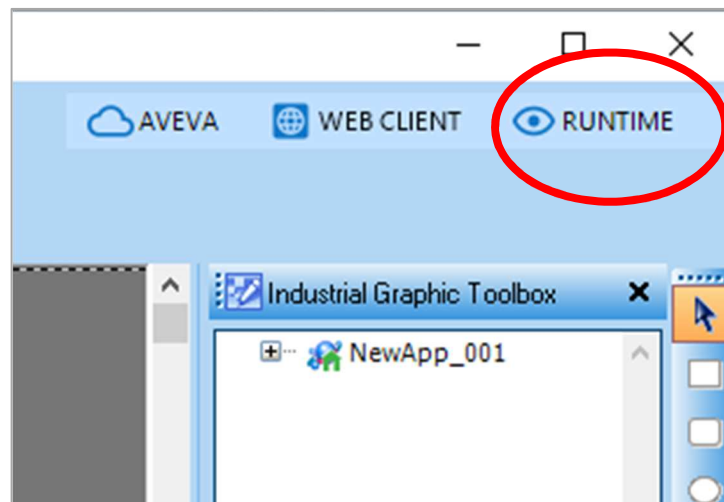 AVEVA WEB CLIENT RUNTIME
Industrial Graphic Toolbox
NewApp_001